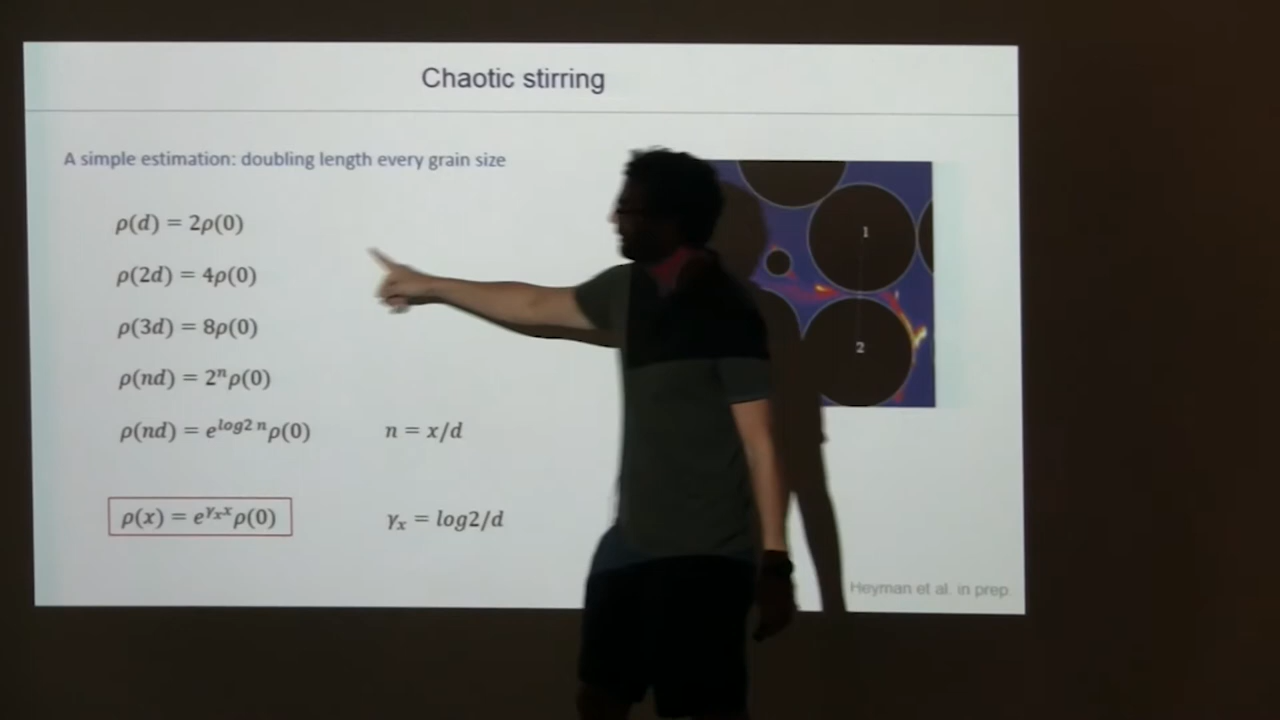 Chaotic stirring
A simple estimation: doubling length every grain size
ρ(d) = 2ρ(0)
ρ(2d) = 4ρ(0)
ρ(3d) = 8ρ(0)
ρ(nd) = 2ⁿρ(0)
ρ(nd) = e^{log2 n}ρ(0) n = x/d
ρ(x) = e^{γₓx}ρ(0) γₓ = log2/d
1
2
Heyman et al. in prep.